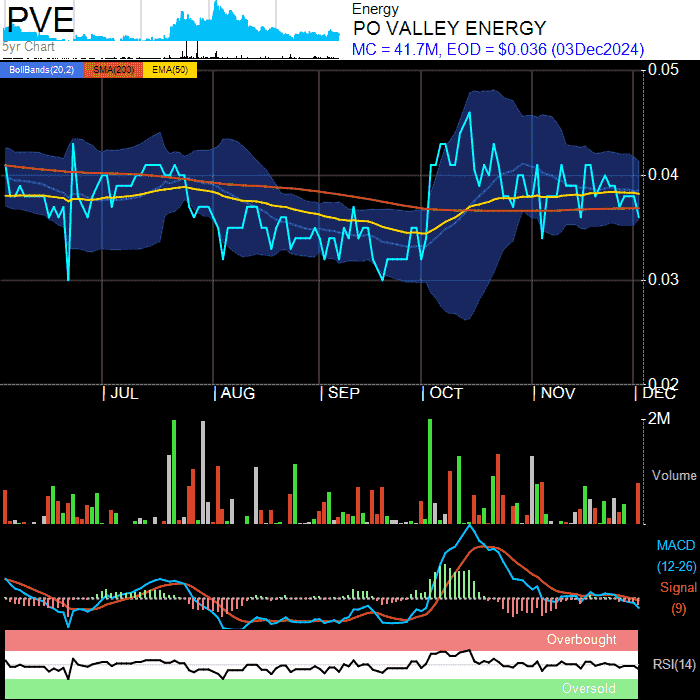 PVE
5yr Chart
Energy
PO VALLEY ENERGY
MC = 41.7M, EOD = $0.036 (03Dec2024)
BollBands(20,2) SMA(200) EMA(50)
0.05
0.04
0.03
0.02
| JUL | AUG | SEP | OCT | NOV | DEC
2M
Volume
MACD
(12-26)
Signal
(9)
Overbought
RSI(14)
Oversold